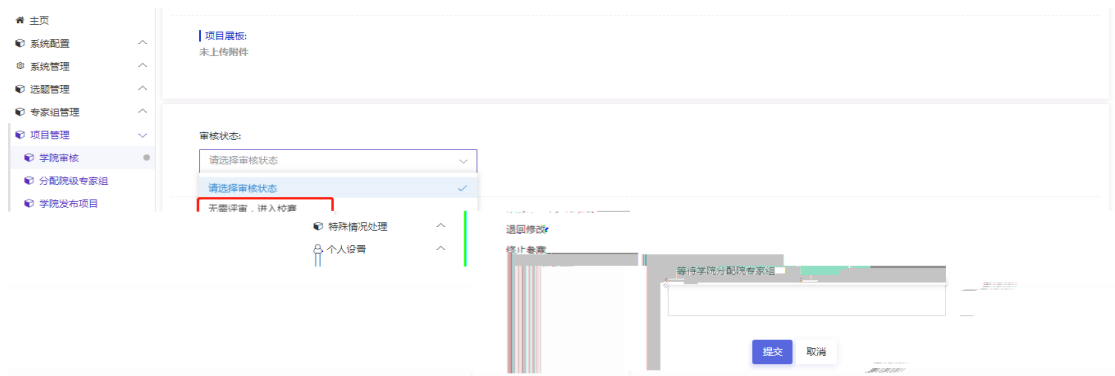 主页
系统配置
系统管理
选题管理
专家组管理
项目管理
学院审核
分配院级专家组
学院发布项目
项目展板:
未上传附件
审核状态:
请选择审核状态
请选择审核状态
无需评审，进入校赛
特殊情况处理
个人设置
退回修改
终止参赛
等待学院分配院专家组
提交
取消